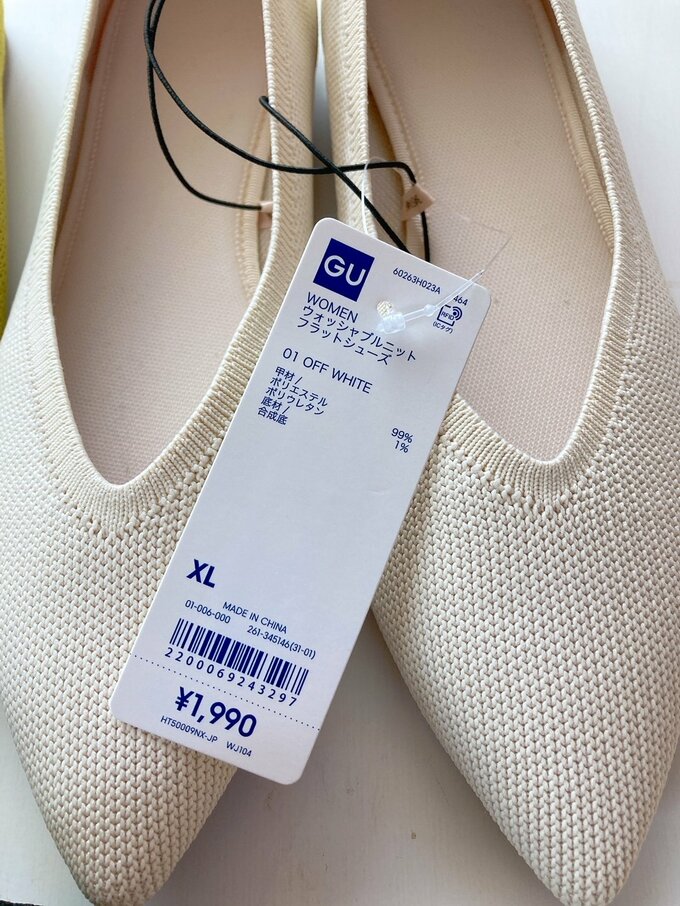 GU
60263H023A
464
RFID
(ICタグ)
WOMEN
ウオッシャブルニット
フラットシューズ
01 OFF WHITE
甲材/
ポリエステル 99%
ポリウレタン 1%
底材/
合成底
XL
MADE IN CHINA
01-006-000 261-345146(31-01)
2200069243297
¥1,990
HT50009NX-JP WJ104